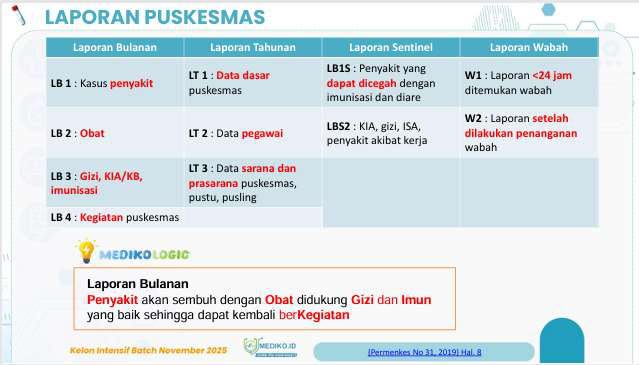 LAPORAN PUSKESMAS
Laporan Bulanan
Laporan Tahunan
Laporan Sentinel
Laporan Wabah
LB 1 : Kasus penyakit
LT 1 : Data dasar
puskesmas
LB1S : Penyakit yang
dapat dicegah dengan
imunisasi dan diare
W1 : Laporan <24 jam
ditemukan wabah
LB 2 : Obat
LT 2 : Data pegawai
LBS2 : KIA, gizi, ISA,
penyakit akibat kerja
W2 : Laporan setelah
dilakukan penanganan
wabah
LB 3 : Gizi, KIA/KB,
imunisasi
LT 3 : Data sarana dan
prasarana puskesmas,
pustu, pusling
LB 4 : Kegiatan puskesmas
MEDIKOLOGIC
Laporan Bulanan
Penyakit akan sembuh dengan Obat didukung Gizi dan Imun
yang baik sehingga dapat kembali berKegiatan
Kelon Intensif Batch November 2025
MEDIKO.ID
(Permenkes No 31, 2019) Hal. 8